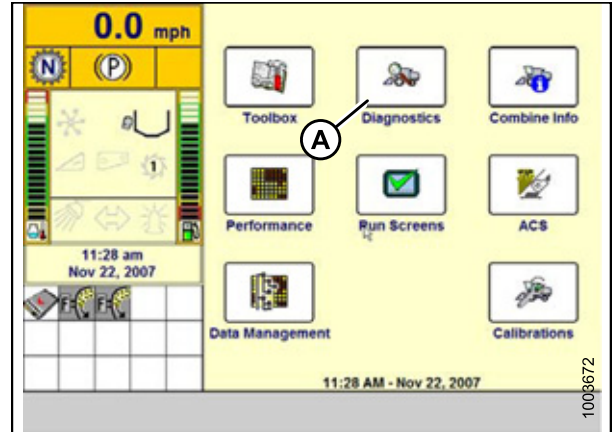 0.0 mph
N
(P)
1
11:28 am
Nov 22, 2007
Toolbox
Diagnostics
Combine Info
A
Performance
Run Screens
ACS
Data Management
Calibrations
11:28 AM - Nov 22, 2007
1003672